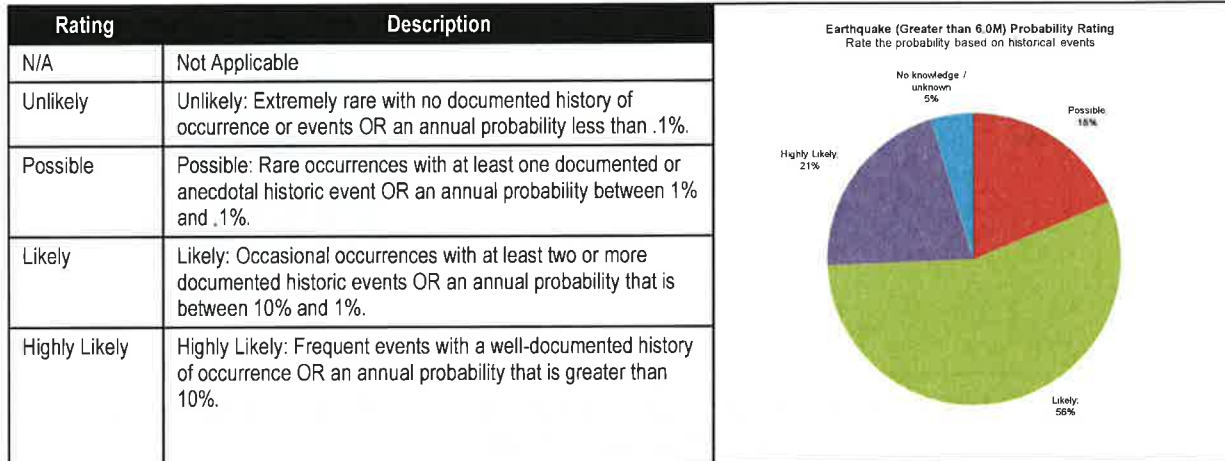 Rating Description
N/A Not Applicable
Unlikely Unlikely: Extremely rare with no documented history of
occurrence or events OR an annual probability less than .1%.
Possible Possible: Rare occurrences with at least one documented or
anecdotal historic event OR an annual probability between 1%
and .1%.
Likely Likely: Occasional occurrences with at least two or more
documented historic events OR an annual probability that is
between 10% and 1%.
Highly Likely Highly Likely: Frequent events with a well-documented history
of occurrence OR an annual probability that is greater than
10%.
Earthquake (Greater than 6.0M) Probability Rating
Rate the probability based on historical events
No knowledge /
unknown
5%
Possible
Highly Likely;
21%
Likely;
56%